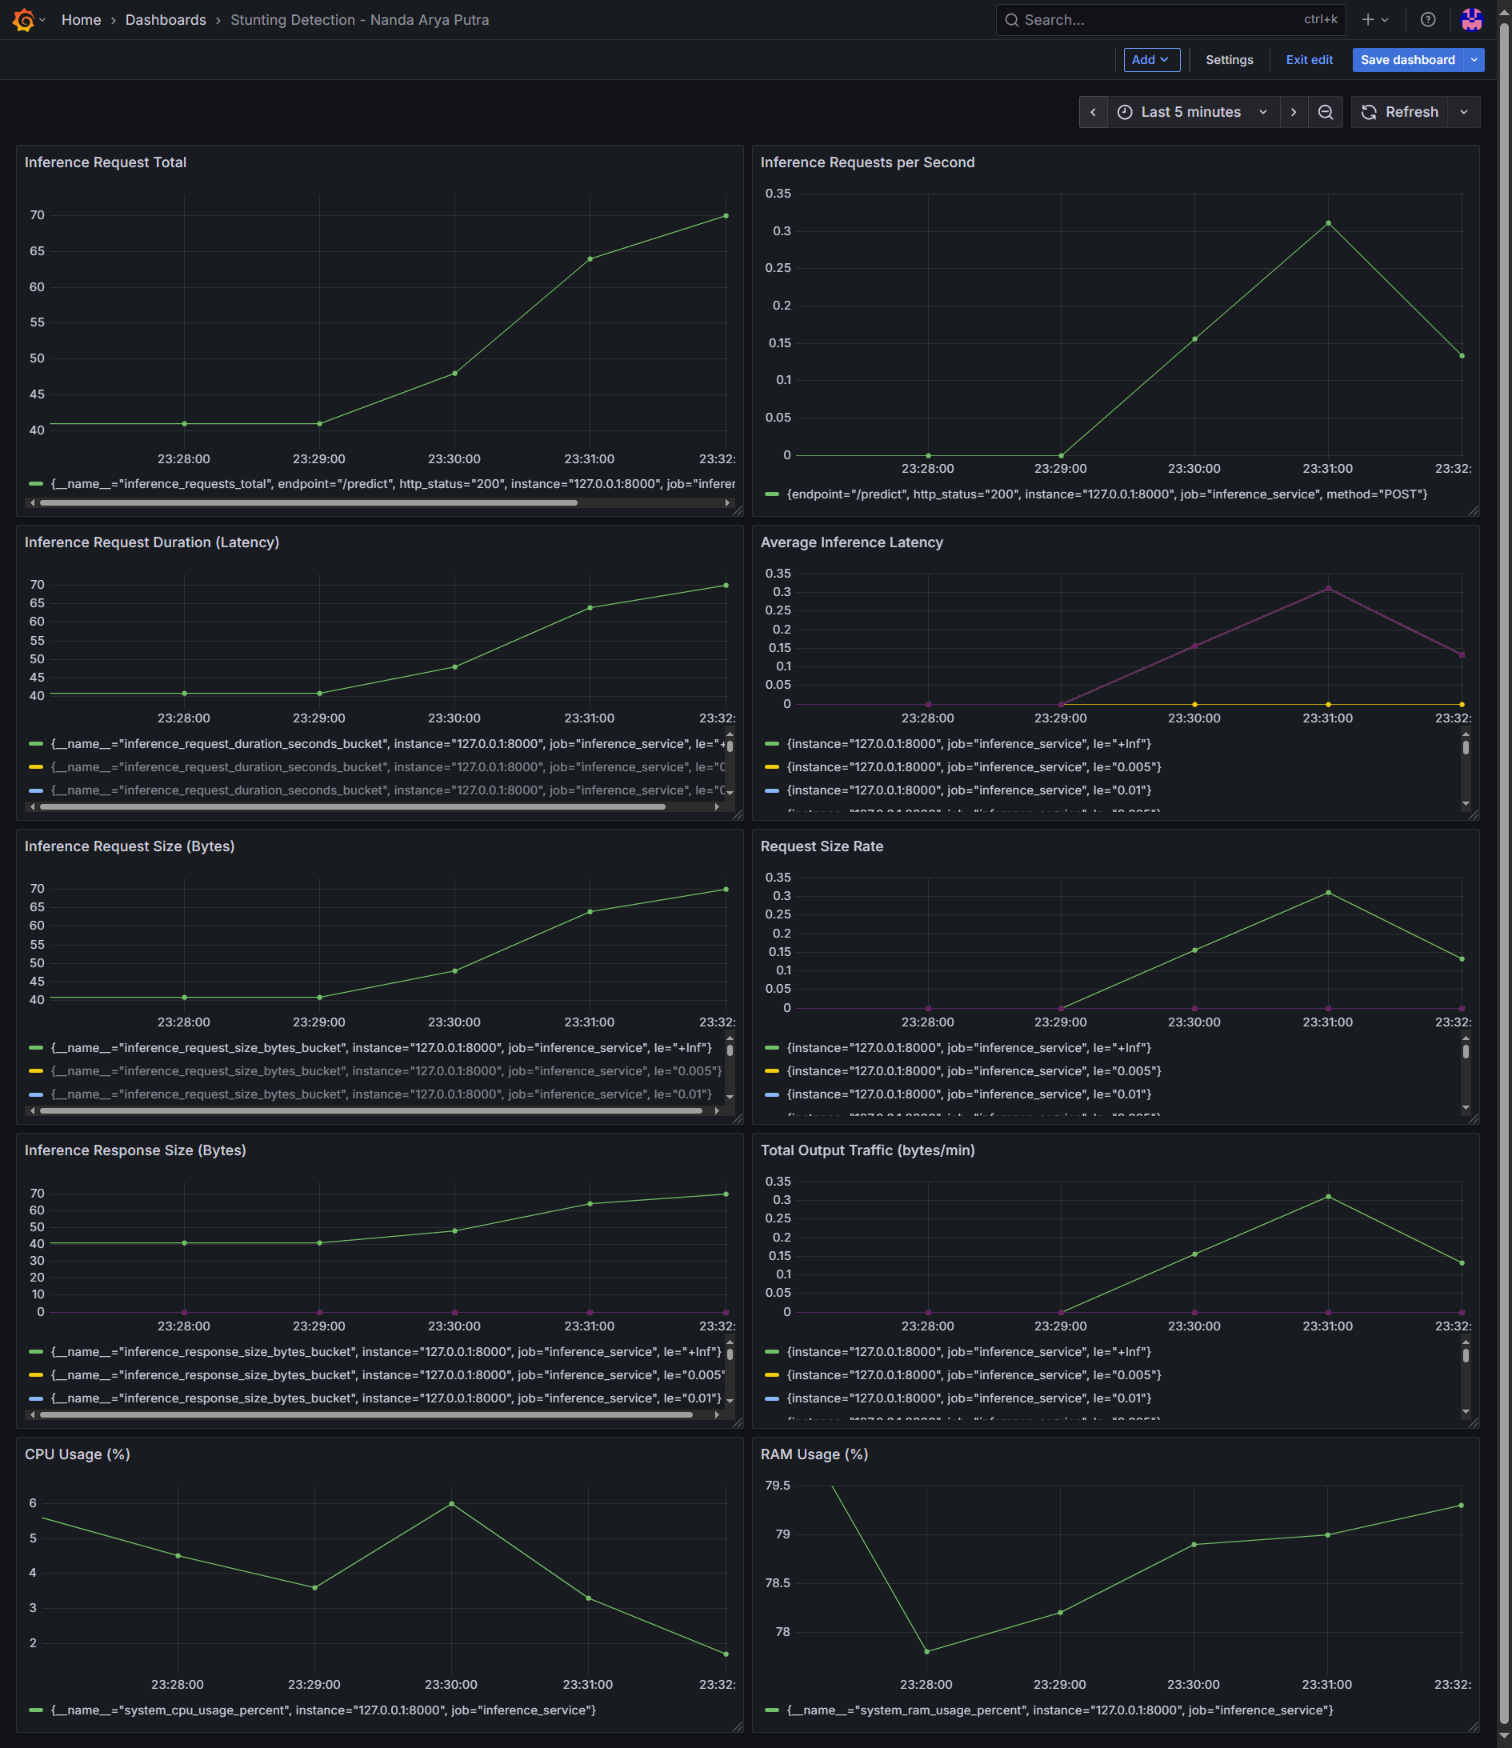 Home › Dashboards › Stunting Detection - Nanda Arya Putra
Search... ctrl+k
Add Settings Exit edit Save dashboard
Last 5 minutes Refresh
Inference Request Total
70
65
60
55
50
45
40
23:28:00 23:29:00 23:30:00 23:31:00 23:32:
{__name__="inference_requests_total", endpoint="/predict", http_status="200", instance="127.0.0.1:8000", job="inferer
Inference Requests per Second
0.35
0.3
0.25
0.2
0.15
0.1
0.05
0
23:28:00 23:29:00 23:30:00 23:31:00 23:32:
{endpoint="/predict", http_status="200", instance="127.0.0.1:8000", job="inference_service", method="POST"}
Inference Request Duration (Latency)
70
65
60
55
50
45
40
23:28:00 23:29:00 23:30:00 23:31:00 23:32:
{__name__="inference_request_duration_seconds_bucket", instance="127.0.0.1:8000", job="inference_service", le="+
{__name__="inference_request_duration_seconds_bucket", instance="127.0.0.1:8000", job="inference_service", le="0
{__name__="inference_request_duration_seconds_bucket", instance="127.0.0.1:8000", job="inference_service", le="0
Average Inference Latency
0.35
0.3
0.25
0.2
0.15
0.1
0.05
0
23:28:00 23:29:00 23:30:00 23:31:00 23:32:
{instance="127.0.0.1:8000", job="inference_service", le="+Inf"}
{instance="127.0.0.1:8000", job="inference_service", le="0.005"}
{instance="127.0.0.1:8000", job="inference_service", le="0.01"}
Inference Request Size (Bytes)
70
65
60
55
50
45
40
23:28:00 23:29:00 23:30:00 23:31:00 23:32:
{__name__="inference_request_size_bytes_bucket", instance="127.0.0.1:8000", job="inference_service", le="+Inf"}
{__name__="inference_request_size_bytes_bucket", instance="127.0.0.1:8000", job="inference_service", le="0.005"}
{__name__="inference_request_size_bytes_bucket", instance="127.0.0.1:8000", job="inference_service", le="0.01"}
Request Size Rate
0.35
0.3
0.25
0.2
0.15
0.1
0.05
0
23:28:00 23:29:00 23:30:00 23:31:00 23:32:
{instance="127.0.0.1:8000", job="inference_service", le="+Inf"}
{instance="127.0.0.1:8000", job="inference_service", le="0.005"}
{instance="127.0.0.1:8000", job="inference_service", le="0.01"}
Inference Response Size (Bytes)
70
60
50
40
30
20
10
0
23:28:00 23:29:00 23:30:00 23:31:00 23:32:
{__name__="inference_response_size_bytes_bucket", instance="127.0.0.1:8000", job="inference_service", le="+Inf"}
{__name__="inference_response_size_bytes_bucket", instance="127.0.0.1:8000", job="inference_service", le="0.005"
{__name__="inference_response_size_bytes_bucket", instance="127.0.0.1:8000", job="inference_service", le="0.01"}
Total Output Traffic (bytes/min)
0.35
0.3
0.25
0.2
0.15
0.1
0.05
0
23:28:00 23:29:00 23:30:00 23:31:00 23:32:
{instance="127.0.0.1:8000", job="inference_service", le="+Inf"}
{instance="127.0.0.1:8000", job="inference_service", le="0.005"}
{instance="127.0.0.1:8000", job="inference_service", le="0.01"}
CPU Usage (%)
6
5
4
3
2
23:28:00 23:29:00 23:30:00 23:31:00 23:32:
{__name__="system_cpu_usage_percent", instance="127.0.0.1:8000", job="inference_service"}
RAM Usage (%)
79.5
79
78.5
78
23:28:00 23:29:00 23:30:00 23:31:00 23:32:
{__name__="system_ram_usage_percent", instance="127.0.0.1:8000", job="inference_service"}